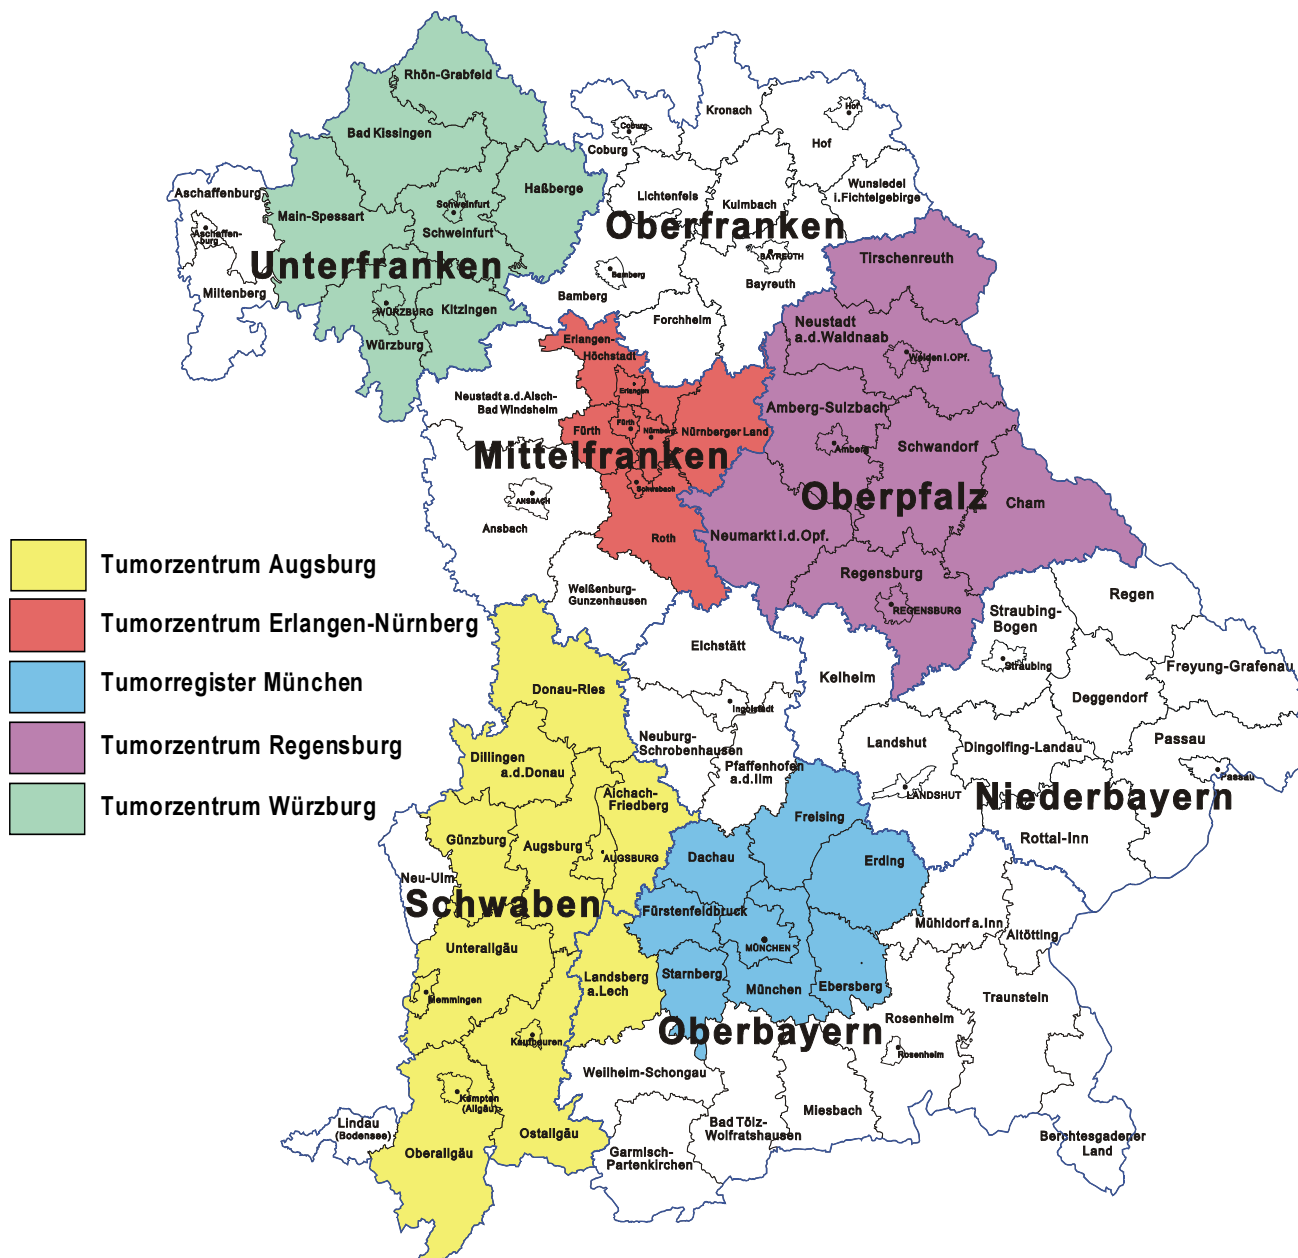 Rhön-Grabfeld
Bad Kissingen
Aschaffenburg
Aschaffen-
burg
Miltenberg
Main-Spessart
Haßberge
Schweinfurt
Schweinfurt
Unterfranken
WÜRZBURG
Würzburg
Kitzingen
Coburg
Coburg
Kronach
Hof
Hof
Lichtenfels
Kulmbach
Wunsiedel
i.Fichtelgebirge
Oberfranken
Bamberg
Bamberg
BAYREUTH
Bayreuth
Forchheim
Tirschenreuth
Neustadt
a.d.Waldnaab
Weiden i.OPf.
Amberg-Sulzbach
Amberg
Schwandorf
Oberpfalz
Cham
Neumarkt i.d.Opf.
Regensburg
REGENSBURG
Erlangen-
Höchstadt
Erlangen
Neustadt a.d.Aisch-
Bad Windsheim
Fürth
Fürth
Nürnberg
Nürnberger Land
Mittelfranken
Schwabach
ANSBACH
Ansbach
Roth
Weißenburg-
Gunzenhausen
Tumorzentrum Augsburg
Tumorzentrum Erlangen-Nürnberg
Tumorregister München
Tumorzentrum Regensburg
Tumorzentrum Würzburg
Donau-Ries
Dillingen
a.d.Donau
Aichach-
Friedberg
Günzburg
Augsburg
AUGSBURG
Neu-Ulm
Schwaben
Unterallgäu
Memmingen
Kaufbeuren
Kempten
(Allgäu)
Lindau
(Bodensee)
Oberallgäu
Ostallgäu
Eichstätt
Ingolstadt
Neuburg-
Schrobenhausen
Pfaffenhofen
a.d.Ilm
Freising
Dachau
Erding
Fürstenfeldbruck
MÜNCHEN
Landsberg
a.Lech
Starnberg
München
Ebersberg
Oberbayern
Mühldorf a.Inn
Altötting
Traunstein
Rosenheim
Rosenheim
Weilheim-Schongau
Bad Tölz-
Wolfratshausen
Miesbach
Garmisch-
Partenkirchen
Berchtesgadener
Land
Kelheim
Straubing-
Bogen
Straubing
Regen
Freyung-Grafenau
Deggendorf
Landshut
LANDSHUT
Dingolfing-Landau
Passau
Passau
Niederbayern
Rottal-Inn